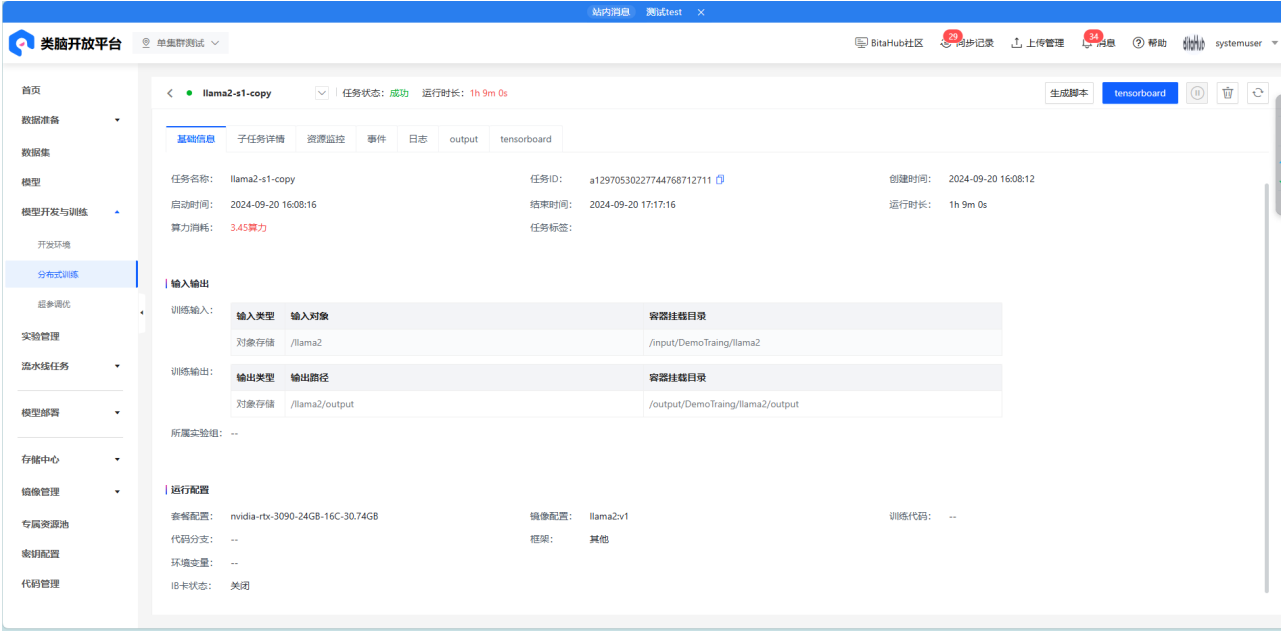 站内消息 测试test ×
类脑开放平台 单集群测试 BitaHub社区 29 同步记录 上传管理 34 消息 帮助 BitaHub systemuser
首页
数据准备
数据集
模型
模型开发与训练
开发环境
分布式训练
超参调优
实验管理
流水线任务
模型部署
存储中心
镜像管理
专属资源池
密钥配置
代码管理
llama2-s1-copy 任务状态: 成功 运行时长: 1h 9m 0s 生成脚本 tensorboard
基础信息 子任务详情 资源监控 事件 日志 output tensorboard
任务名称: llama2-s1-copy 任务ID: a12970530227744768712711 创建时间: 2024-09-20 16:08:12
启动时间: 2024-09-20 16:08:16 结束时间: 2024-09-20 17:17:16 运行时长: 1h 9m 0s
算力消耗: 3.45算力 任务标签:
输入输出
训练输入:
输入类型 输入对象 容器挂载目录
对象存储 /llama2 /input/DemoTraing/llama2
训练输出:
输出类型 输出路径 容器挂载目录
对象存储 /llama2/output /output/DemoTraing/llama2/output
所属实验组: --
运行配置
套餐配置: nvidia-rtx-3090-24GB-16C-30.74GB 镜像配置: llama2:v1 训练代码: --
代码分支: -- 框架: 其他
环境变量: --
IB卡状态: 关闭